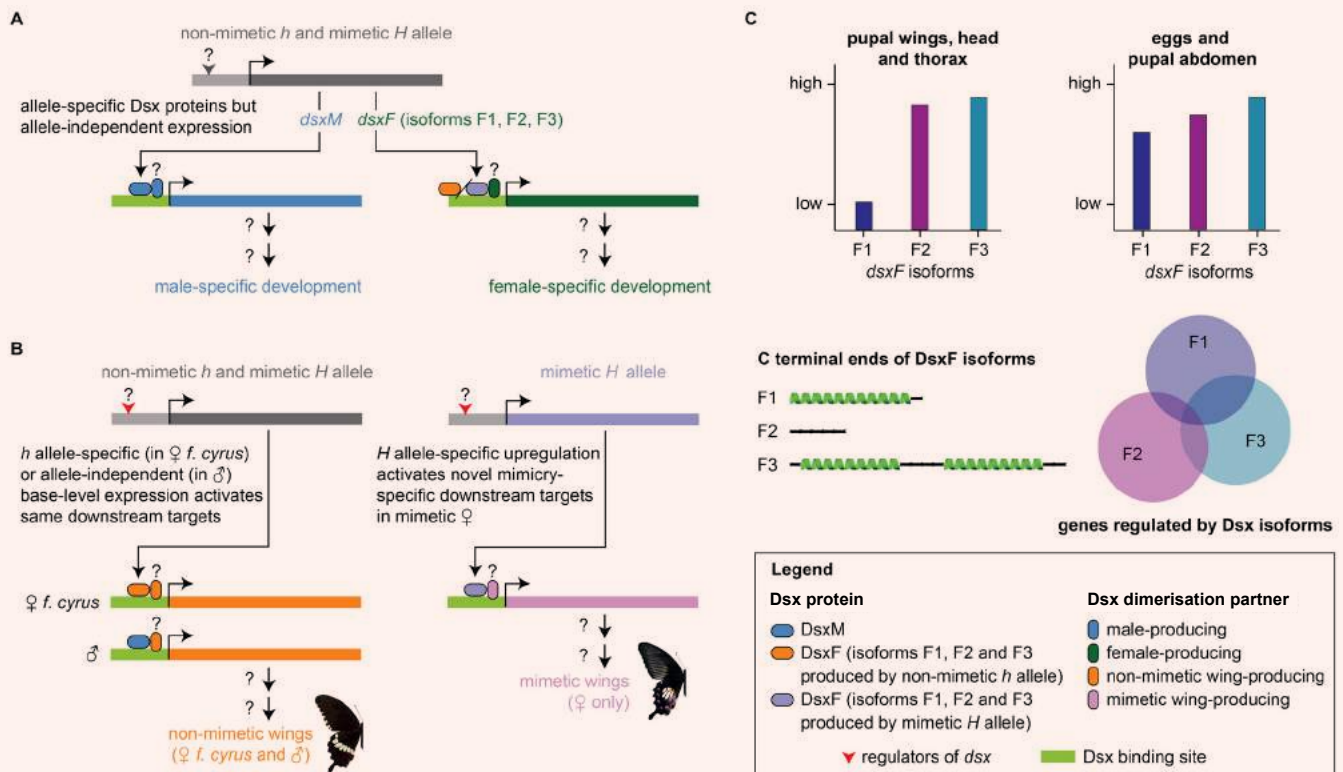 A
non-mimetic h and mimetic H allele
?
allele-specific Dsx proteins but
allele-independent expression
dsxM
dsxF (isoforms F1, F2, F3)
?
?
?
?
?
?
male-specific development
female-specific development
B
non-mimetic h and mimetic H allele
?
h allele-specific (in ♀ f. cyrus)
or allele-independent (in ♂)
base-level expression activates
same downstream targets
?
♀ f. cyrus
?
♂
?
?
non-mimetic wings
(♀ f. cyrus and ♂)
mimetic H allele
?
H allele-specific upregulation
activates novel mimicry-
specific downstream targets
in mimetic ♀
?
?
?
mimetic wings
(♀ only)
C
pupal wings, head
and thorax
high
low
F1 F2 F3
dsxF isoforms
eggs and
pupal abdomen
high
low
F1 F2 F3
dsxF isoforms
C terminal ends of DsxF isoforms
F1
F2
F3
F1
F2
F3
genes regulated by Dsx isoforms
Legend
Dsx protein
DsxM
DsxF (isoforms F1, F2 and F3
produced by non-mimetic h allele)
DsxF (isoforms F1, F2 and F3
produced by mimetic H allele)
Dsx dimerisation partner
male-producing
female-producing
non-mimetic wing-producing
mimetic wing-producing
regulators of dsx
Dsx binding site